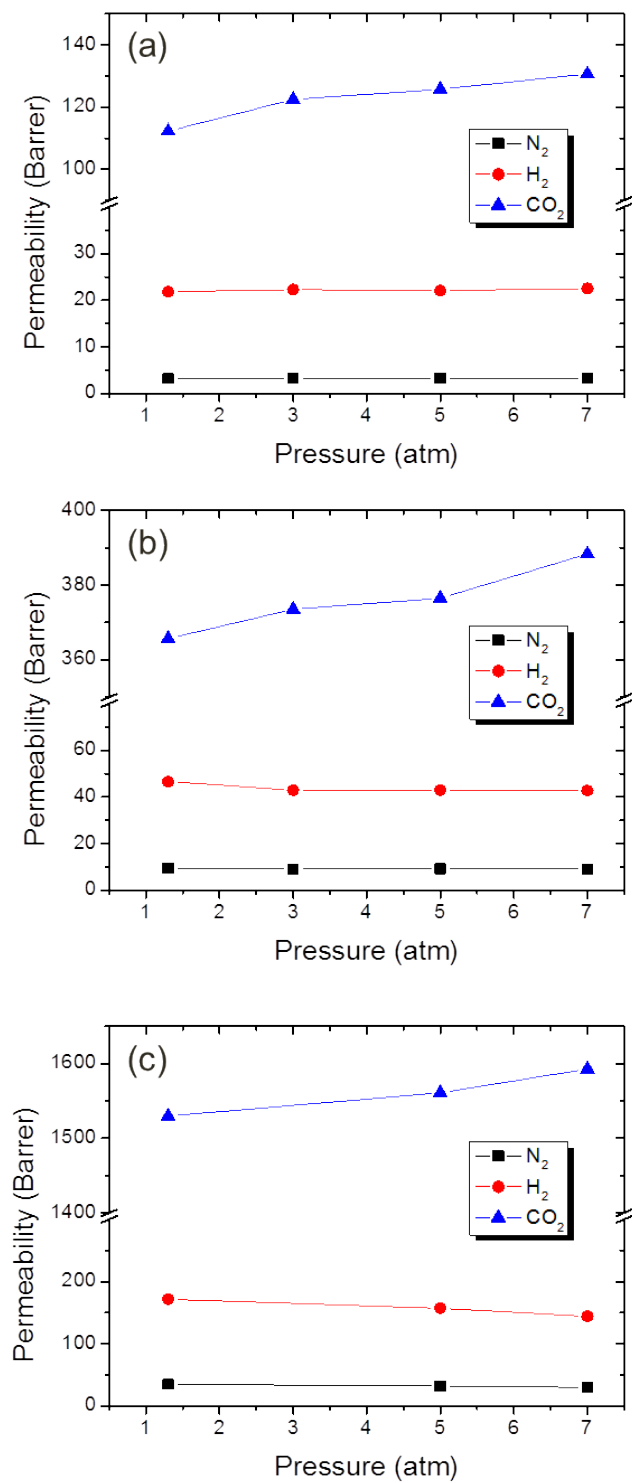 (a)
Permeability (Barrer)
150
140
120
100
30
20
10
0
N₂
H₂
CO₂
1 2 3 4 5 6 7
Pressure (atm)
(b)
Permeability (Barrer)
400
380
360
60
40
20
0
N₂
H₂
CO₂
1 2 3 4 5 6 7
Pressure (atm)
(c)
Permeability (Barrer)
1600
1500
1400
200
100
0
N₂
H₂
CO₂
1 2 3 4 5 6 7
Pressure (atm)